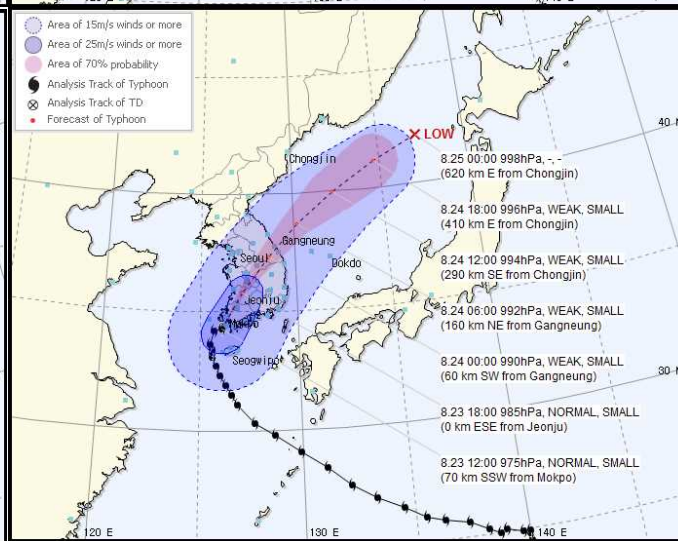 Area of 15m/s winds or more
Area of 25m/s winds or more
Area of 70% probability
Analysis Track of Typhoon
Analysis Track of TD
Forecast of Typhoon
LOW
40 N
Chongjin
8.25 00:00 998hPa, -, -
(620 km E from Chongjin)
8.24 18:00 996hPa, WEAK, SMALL
(410 km E from Chongjin)
Gangneung
Seoul
Dokdo
8.24 12:00 994hPa, WEAK, SMALL
(290 km SE from Chongjin)
Jeonju
8.24 06:00 992hPa, WEAK, SMALL
(160 km NE from Gangneung)
Mokpo
Seogwipo
8.24 00:00 990hPa, WEAK, SMALL
(60 km SW from Gangneung)
30 N
8.23 18:00 985hPa, NORMAL, SMALL
(0 km ESE from Jeonju)
8.23 12:00 975hPa, NORMAL, SMALL
(70 km SSW from Mokpo)
120 E
130 E
140 E